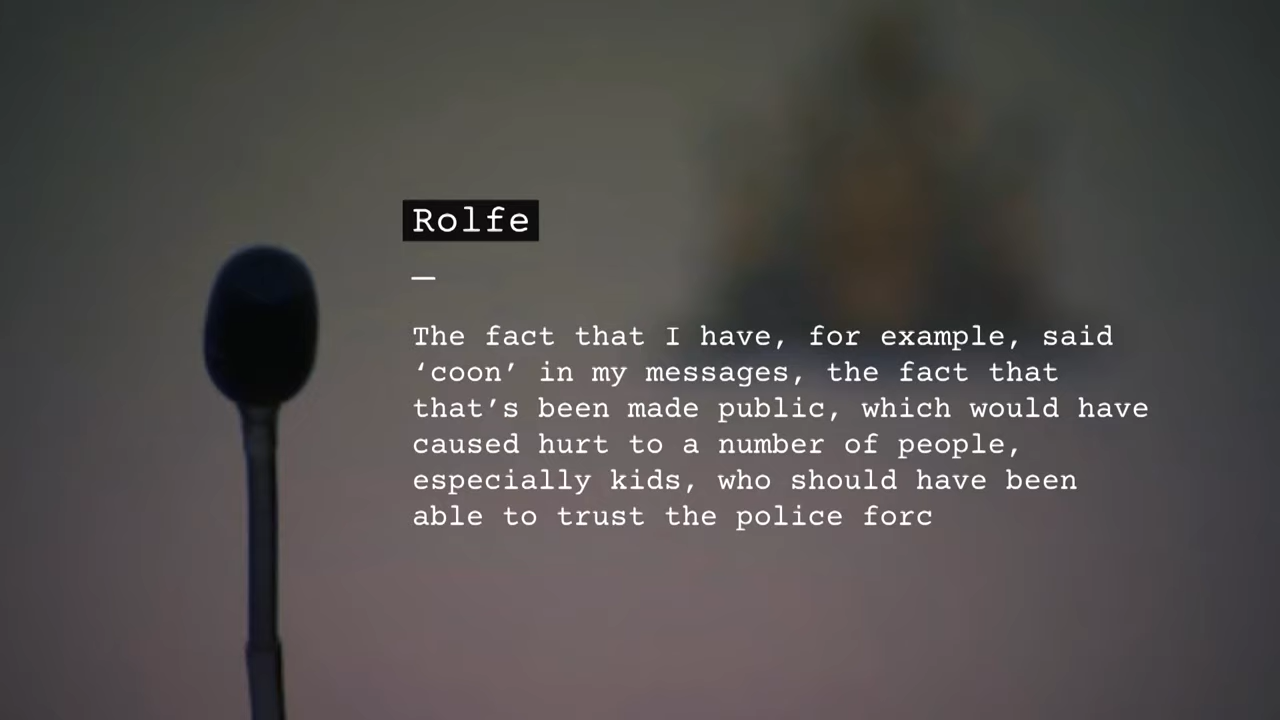 Rolfe
—
The fact that I have, for example, said
‘coon’ in my messages, the fact that
that’s been made public, which would have
caused hurt to a number of people,
especially kids, who should have been
able to trust the police forc